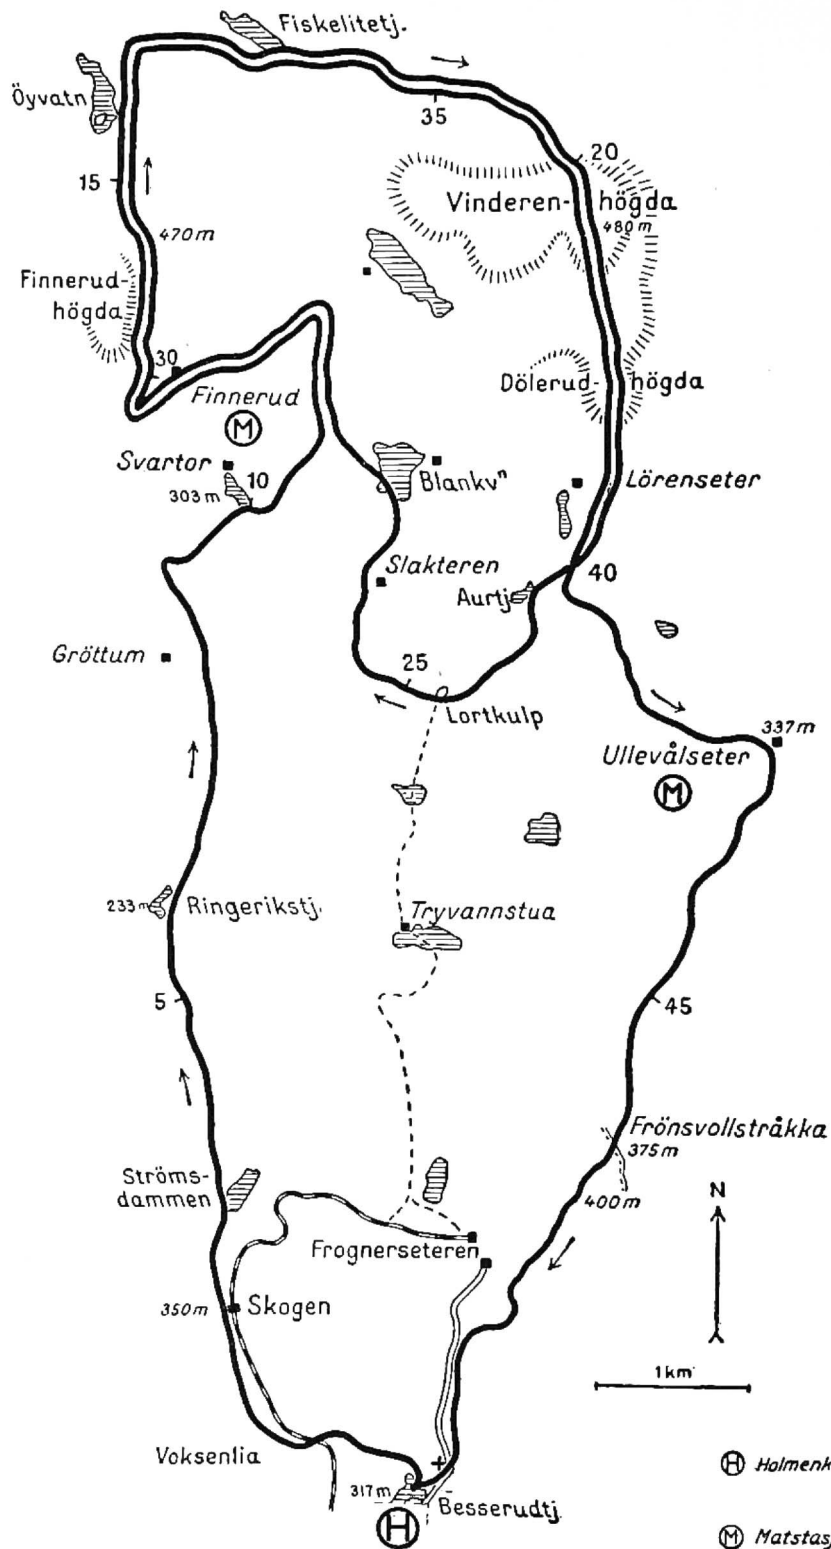 Fiskelitetj.
Öyvatn
35
20
15
Vinderen-högda
480m
470m
Finnerud-
högda
30
Dölerud-högda
Finnerud
M
Svartor
10
303m
Blankvⁿ
Lörenseter
Slakteren
40
Aurtj.
Gröttum
25
Lortkulp
337m
Ullevålseter
M
233m
Ringerikstj.
Tryvannstua
5
45
Frönsvollstråkka
375m
400m
Ströms-
dammen
N
Frognerseteren
350m
Skogen
1km
Voksenlia
H Holmenk
317m
Besserudtj.
H
M Matstas